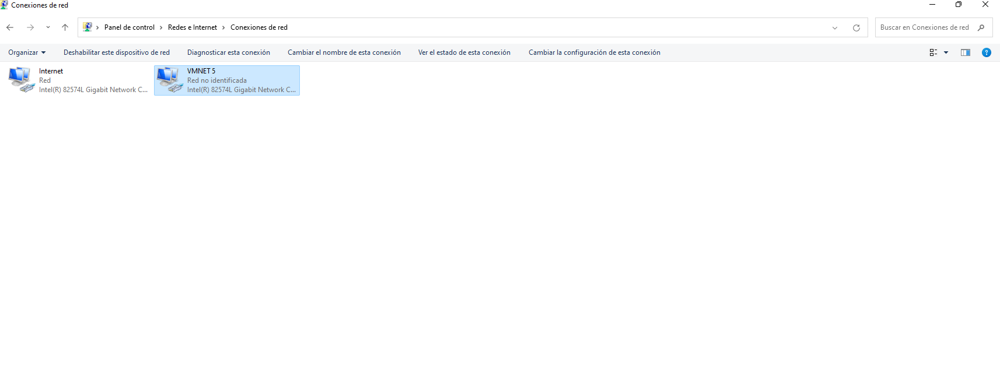 Conexiones de red
Panel de control > Redes e Internet > Conexiones de red
Buscar en Conexiones de red
Organizar Deshabilitar este dispositivo de red Diagnosticar esta conexión Cambiar el nombre de esta conexión Ver el estado de esta conexión Cambiar la configuración de esta conexión
Internet
Red
Intel(R) 82574L Gigabit Network C...
VMNET 5
Red no identificada
Intel(R) 82574L Gigabit Network C...